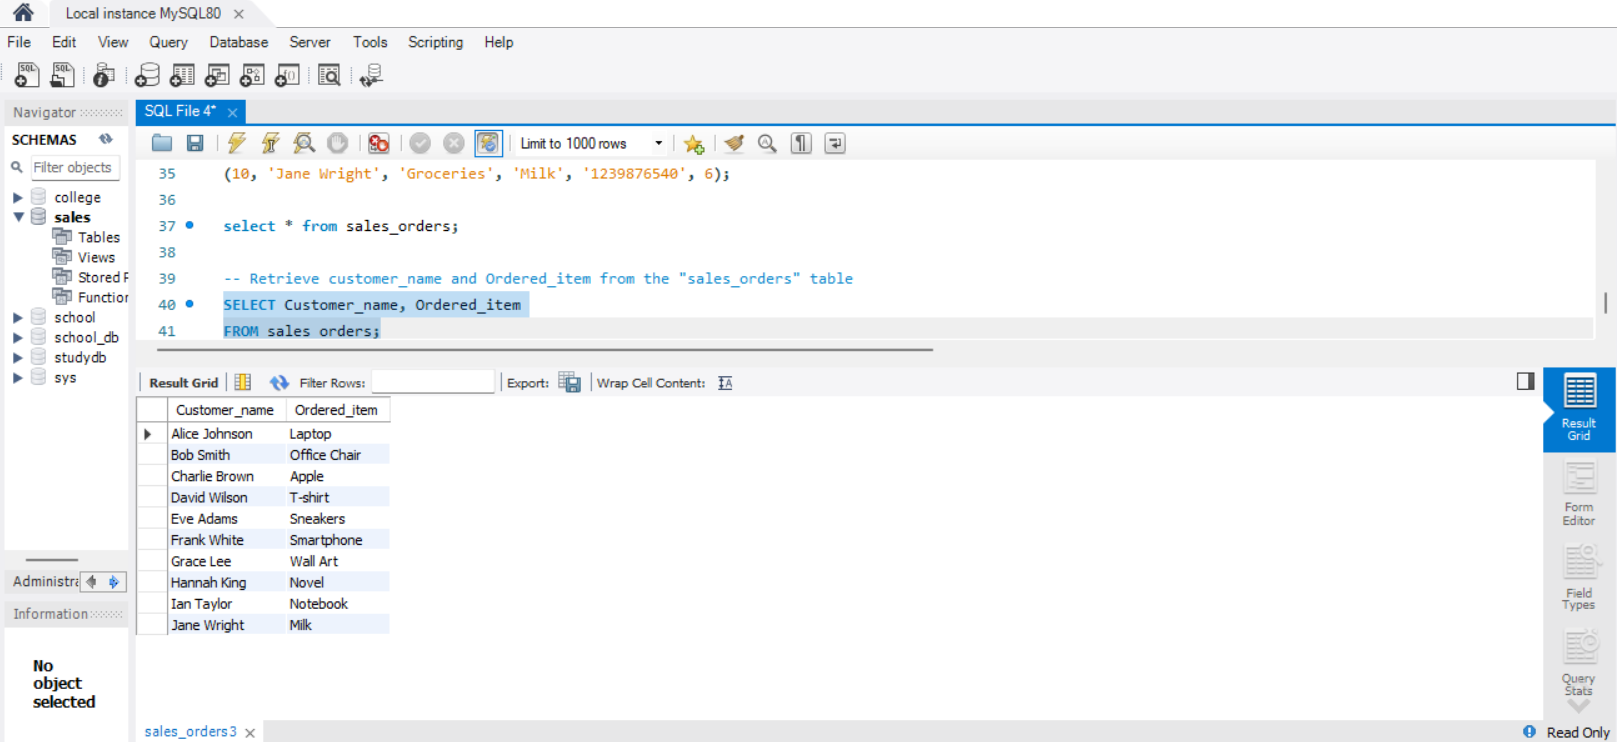 Local instance MySQL80
File Edit View Query Database Server Tools Scripting Help
SQL SQL
Navigator
SQL File 4*
SCHEMAS
Limit to 1000 rows
Filter objects
college
sales
Tables
Views
Stored P
Function
school
school_db
studydb
sys
35 (10, 'Jane Wright', 'Groceries', 'Milk', '1239876540', 6);
36
37 select * from sales_orders;
38
39 -- Retrieve customer_name and Ordered_item from the "sales_orders" table
40 SELECT Customer_name, Ordered_item
41 FROM sales_orders;
Result Grid Filter Rows: Export: Wrap Cell Content:
Customer_name Ordered_item
Alice Johnson Laptop
Bob Smith Office Chair
Charlie Brown Apple
David Wilson T-shirt
Eve Adams Sneakers
Frank White Smartphone
Grace Lee Wall Art
Hannah King Novel
Ian Taylor Notebook
Jane Wright Milk
Result
Grid
Form
Editor
Field
Types
Query
Stats
Administra
Information
No
object
selected
sales_orders3
Read Only